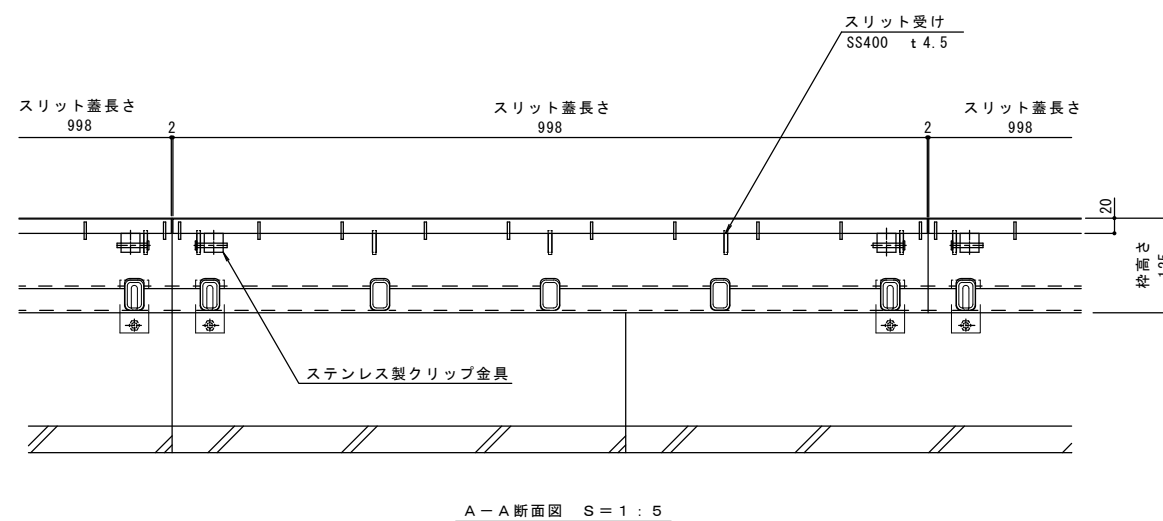 スリット受け
SS400 t4.5
スリット蓋長さ
998
2
スリット蓋長さ
998
2
スリット蓋長さ
998
20
枠高さ
ステンレス製クリップ金具
A－A断面図 S＝1：5